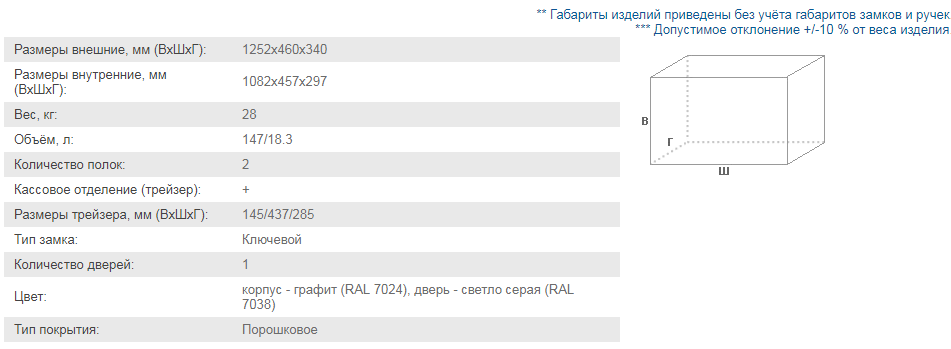 ** Габариты изделий приведены без учёта габаритов замков и ручек
*** Допустимое отклонение +/-10 % от веса изделия
Размеры внешние, мм (ВхШхГ): 1252x460x340
Размеры внутренние, мм
(ВхШхГ): 1082x457x297
Вес, кг: 28
Объём, л: 147/18.3
Количество полок: 2
Кассовое отделение (трейзер): +
Размеры трейзера, мм (ВхШхГ): 145/437/285
Тип замка: Ключевой
Количество дверей: 1
Цвет: корпус - графит (RAL 7024), дверь - светло серая (RAL
7038)
Тип покрытия: Порошковое
В
Г
Ш